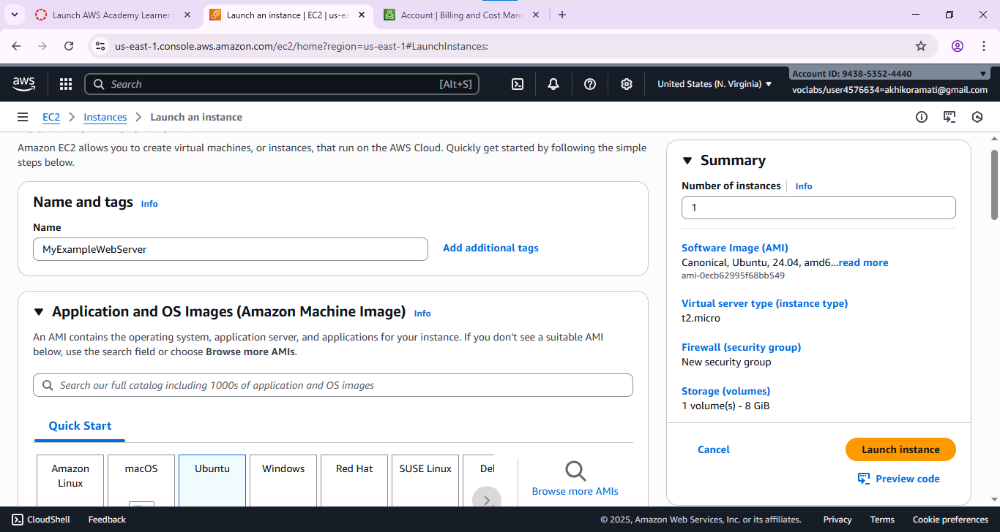 Launch AWS Academy Learner L
Launch an instance | EC2 | us-ea
Account | Billing and Cost Mana
us-east-1.console.aws.amazon.com/ec2/home?region=us-east-1#LaunchInstances:
aws
Search
[Alt+S]
United States (N. Virginia)
Account ID: 9438-5352-4440
voclabs/user4576634=akhikoramati@gmail.com
EC2
Instances
Launch an instance
Amazon EC2 allows you to create virtual machines, or instances, that run on the AWS Cloud. Quickly get started by following the simple
steps below.
Name and tags Info
Name
MyExampleWebServer
Add additional tags
Application and OS Images (Amazon Machine Image) Info
An AMI contains the operating system, application server, and applications for your instance. If you don't see a suitable AMI
below, use the search field or choose Browse more AMIs.
Search our full catalog including 1000s of application and OS images
Quick Start
Amazon
Linux
macOS
Ubuntu
Windows
Red Hat
SUSE Linux
Del
Browse more AMIs
Summary
Number of instances Info
1
Software Image (AMI)
Canonical, Ubuntu, 24.04, amd6...read more
ami-0ecb62995f68bb549
Virtual server type (instance type)
t2.micro
Firewall (security group)
New security group
Storage (volumes)
1 volume(s) - 8 GiB
Cancel
Launch instance
Preview code
CloudShell
Feedback
© 2025, Amazon Web Services, Inc. or its affiliates.
Privacy
Terms
Cookie preferences